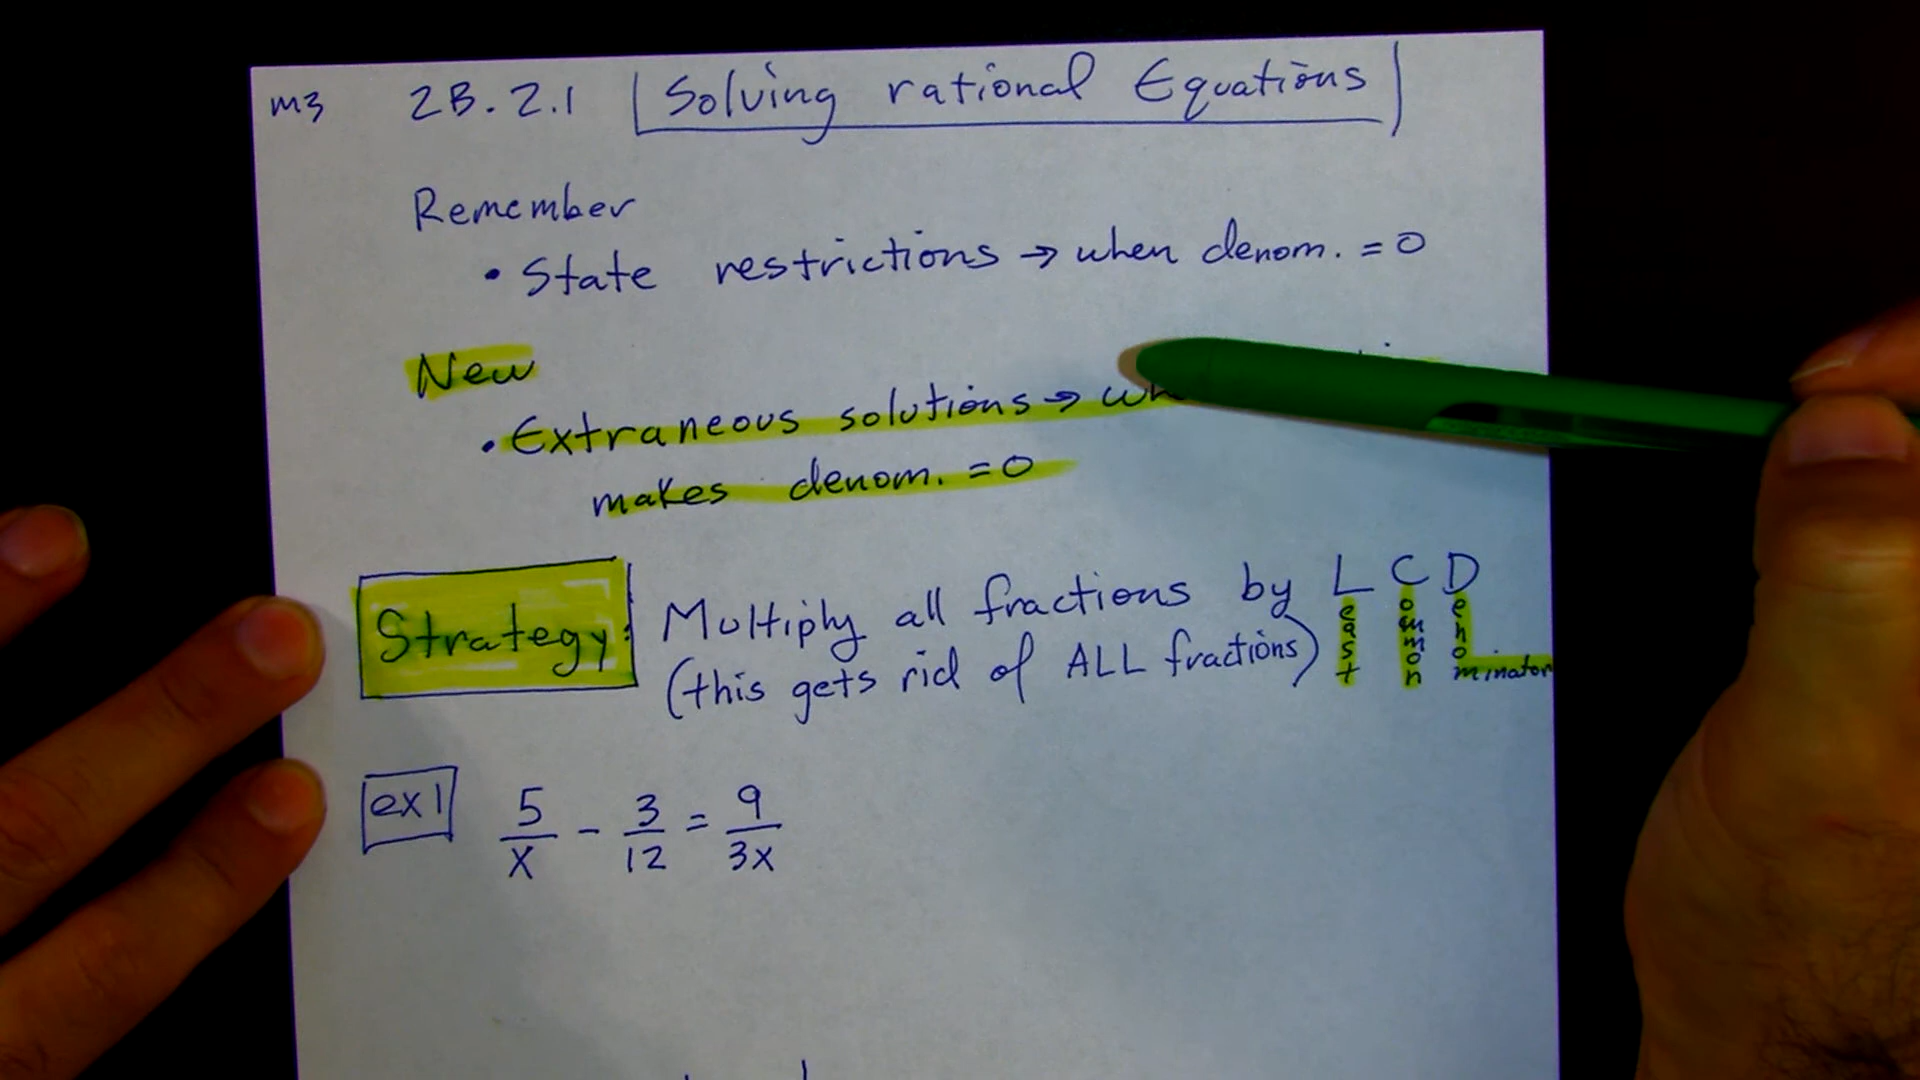 m3 2B.2.1 Solving rational Equations
Remember
• State restrictions → when denom. = 0
New
• Extraneous solutions →
makes denom. = 0
Strategy: Multiply all fractions by LCD
(this gets rid of ALL fractions)
Least Common Denominator
ex1 5/x - 3/12 = 9/3x